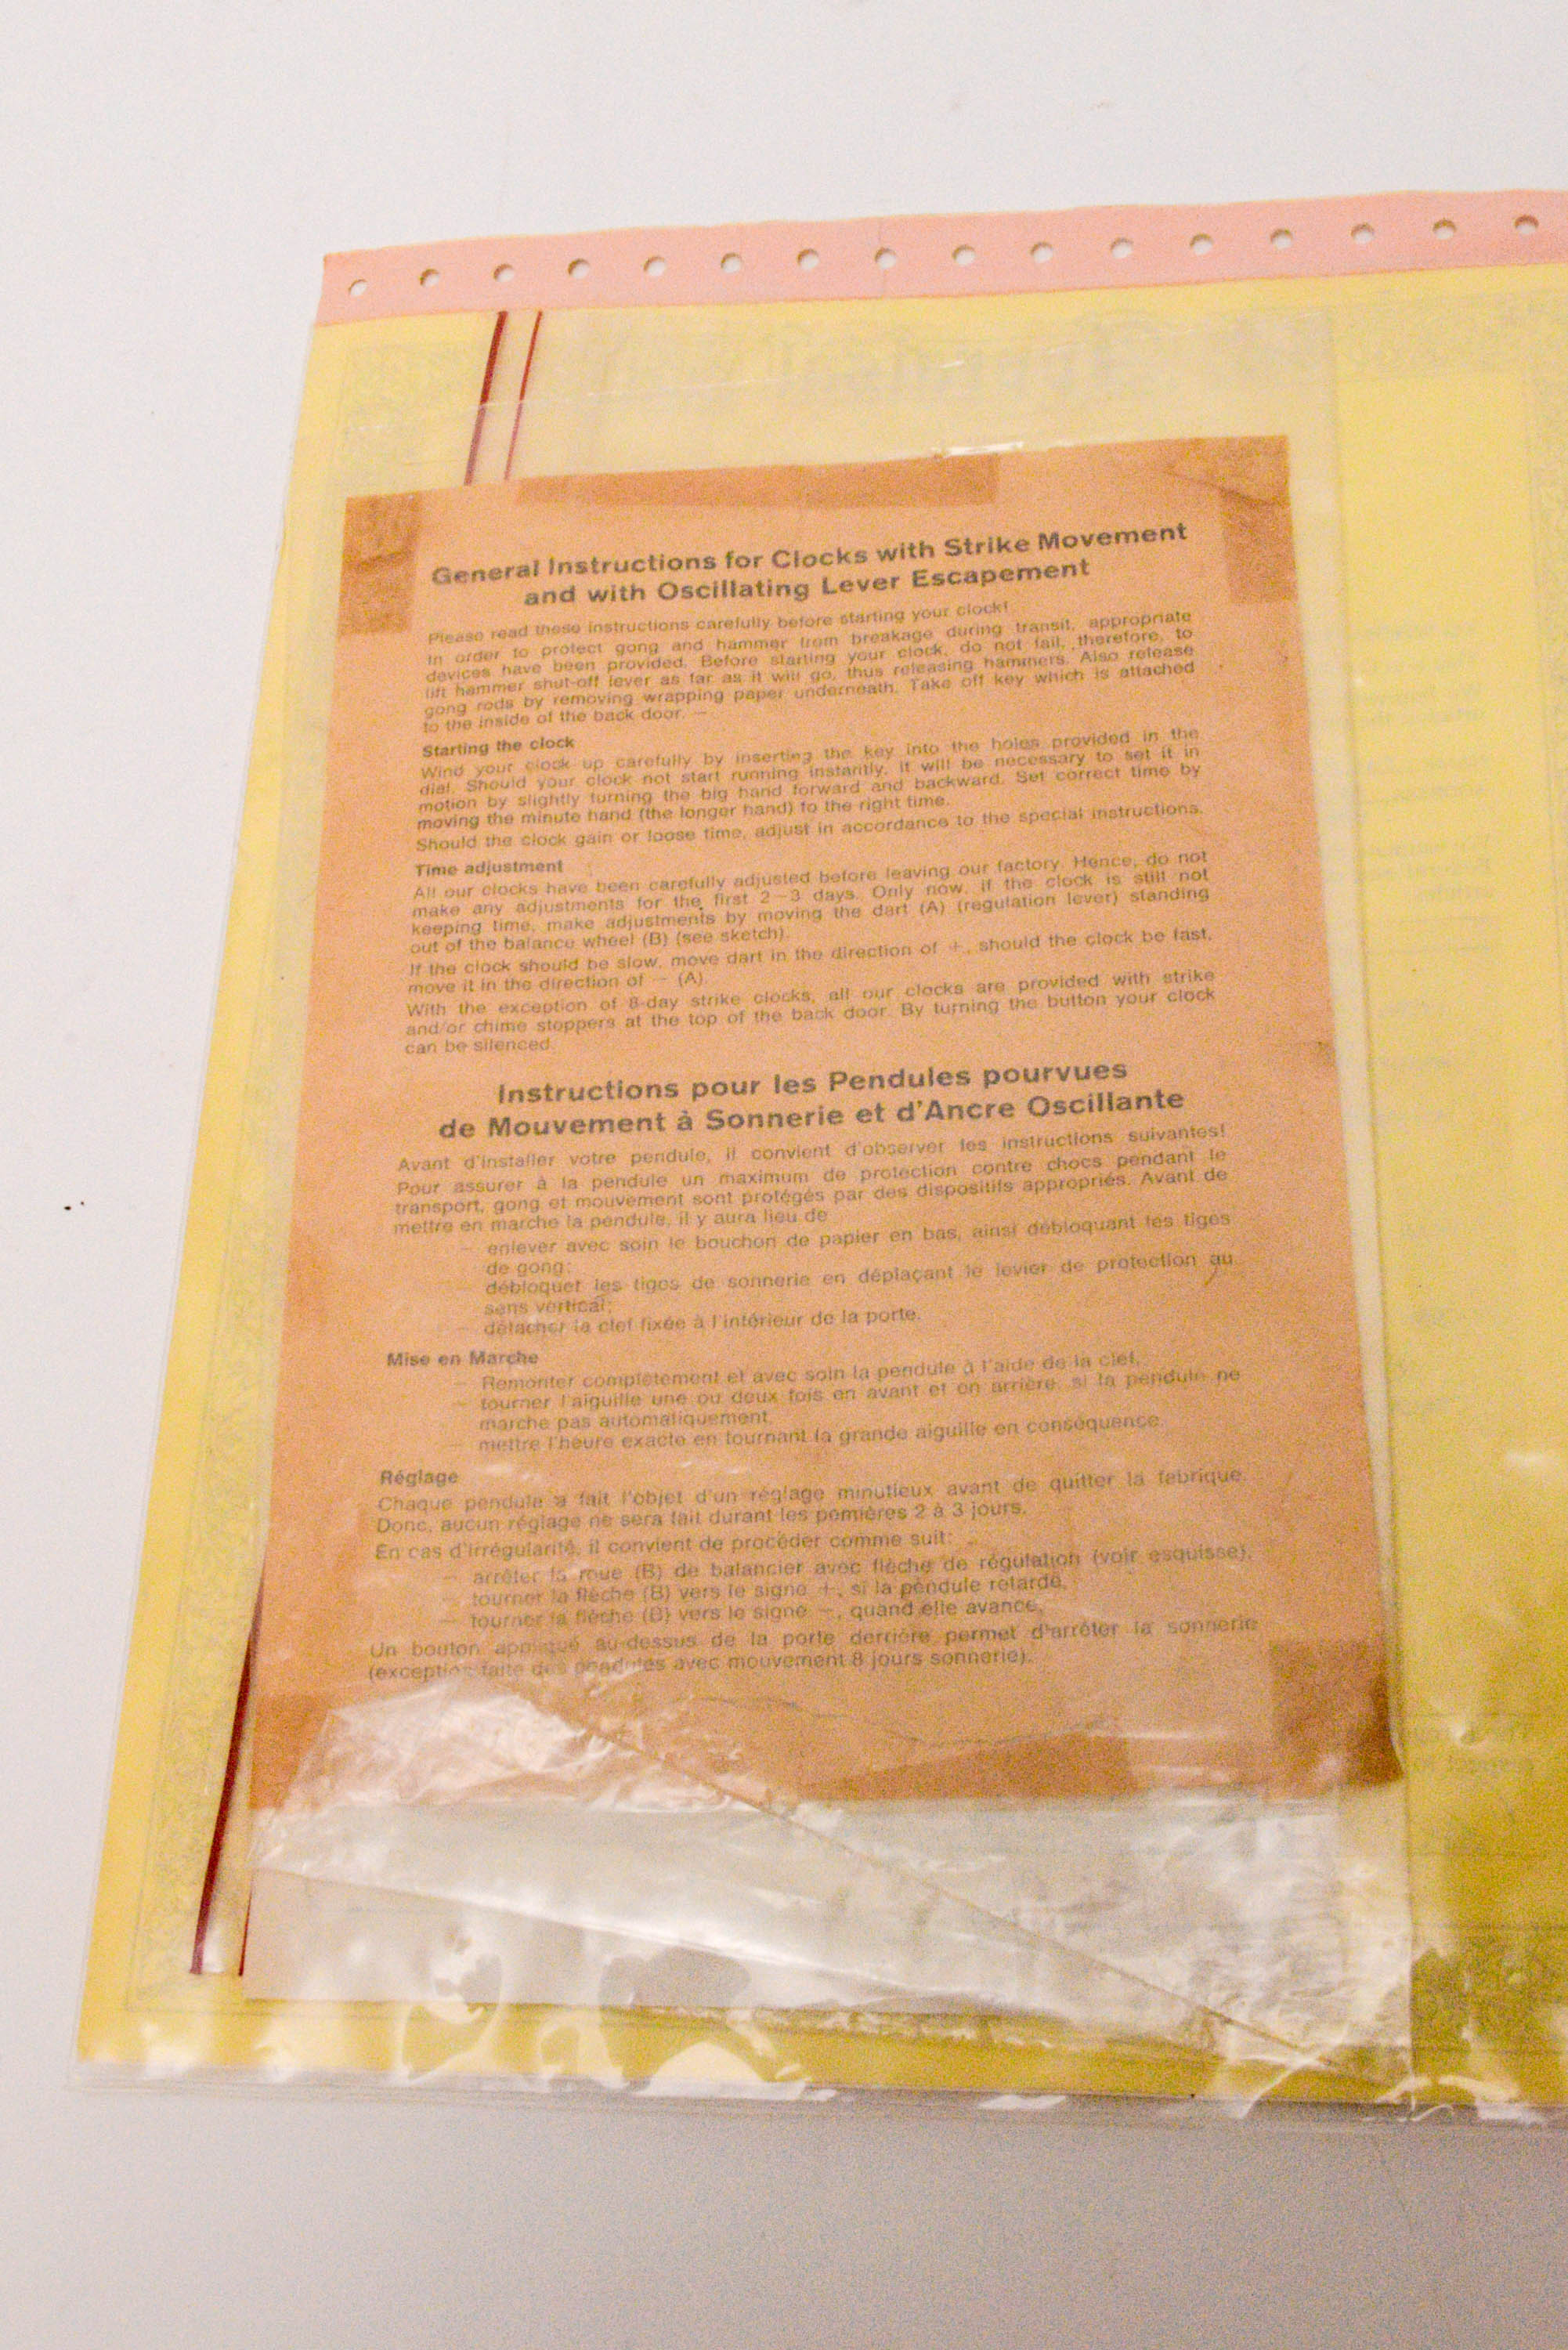 General Instructions for Clocks with Strike Movement
and with Oscillating Lever Escapement
Please read these instructions carefully before starting your clock!
In order to protect gong and hammer from breakage during transit, appropriate
devices have been provided. Before starting your clock, do not fail, therefore, to
lift hammer shut-off lever as far as it will go, thus releasing hammers. Also release
gong rods by removing wrapping paper underneath. Take off key which is attached
to the inside of the back door. —
Starting the clock
Wind your clock up carefully by inserting the key into the holes provided in the
dial. Should your clock not start running instantly, it will be necessary to set it in
motion by slightly turning the big hand forward and backward. Set correct time by
moving the minute hand (the longer hand) to the right time.
Should the clock gain or loose time, adjust in accordance to the special instructions.
Time adjustment
All our clocks have been carefully adjusted before leaving our factory. Hence, do not
make any adjustments for the first 2—3 days. Only now, if the clock is still not
keeping time, make adjustments by moving the dart (A) (regulation lever) standing
out of the balance wheel (B) (see sketch).
If the clock should be slow, move dart in the direction of +, should the clock be fast,
move it in the direction of — (A).
With the exception of 8-day strike clocks, all our clocks are provided with strike
and/or chime stoppers at the top of the back door. By turning the button your clock
can be silenced.
Instructions pour les Pendules pourvues
de Mouvement à Sonnerie et d'Ancre Oscillante
Avant d'installer votre pendule, il convient d'observer les instructions suivantes!
Pour assurer à la pendule un maximum de protection contre chocs pendant le
transport, gong et mouvement sont protégés par des dispositifs appropriés. Avant de
mettre en marche la pendule, il y aura lieu de
— enlever avec soin le bouchon de papier en bas, ainsi débloquant les tiges
de gong;
— débloquer les tiges de sonnerie en déplaçant le levier de protection au
sens vertical;
— détacher la clef fixée à l'intérieur de la porte.
Mise en Marche
— Remonter complètement et avec soin la pendule à l'aide de la clef,
— tourner l'aiguille une ou deux fois en avant et en arrière, si la pendule ne
marche pas automatiquement,
— mettre l'heure exacte en tournant la grande aiguille en conséquence.
Réglage
Chaque pendule a fait l'objet d'un réglage minutieux avant de quitter la fabrique.
Donc, aucun réglage ne sera fait durant les pemières 2 à 3 jours.
En cas d'irrégularité, il convient de procéder comme suit:
— arrêter la roue (B) de balancier avec flèche de régulation (voir esquisse),
— tourner la flèche (B) vers le signe +, si la pendule retarde,
— tourner la flèche (B) vers le signe —, quand elle avance.
Un bouton appliqué au-dessus de la porte derrière permet d'arrêter la sonnerie
(exception faite des pendules avec mouvement 8 jours sonnerie).